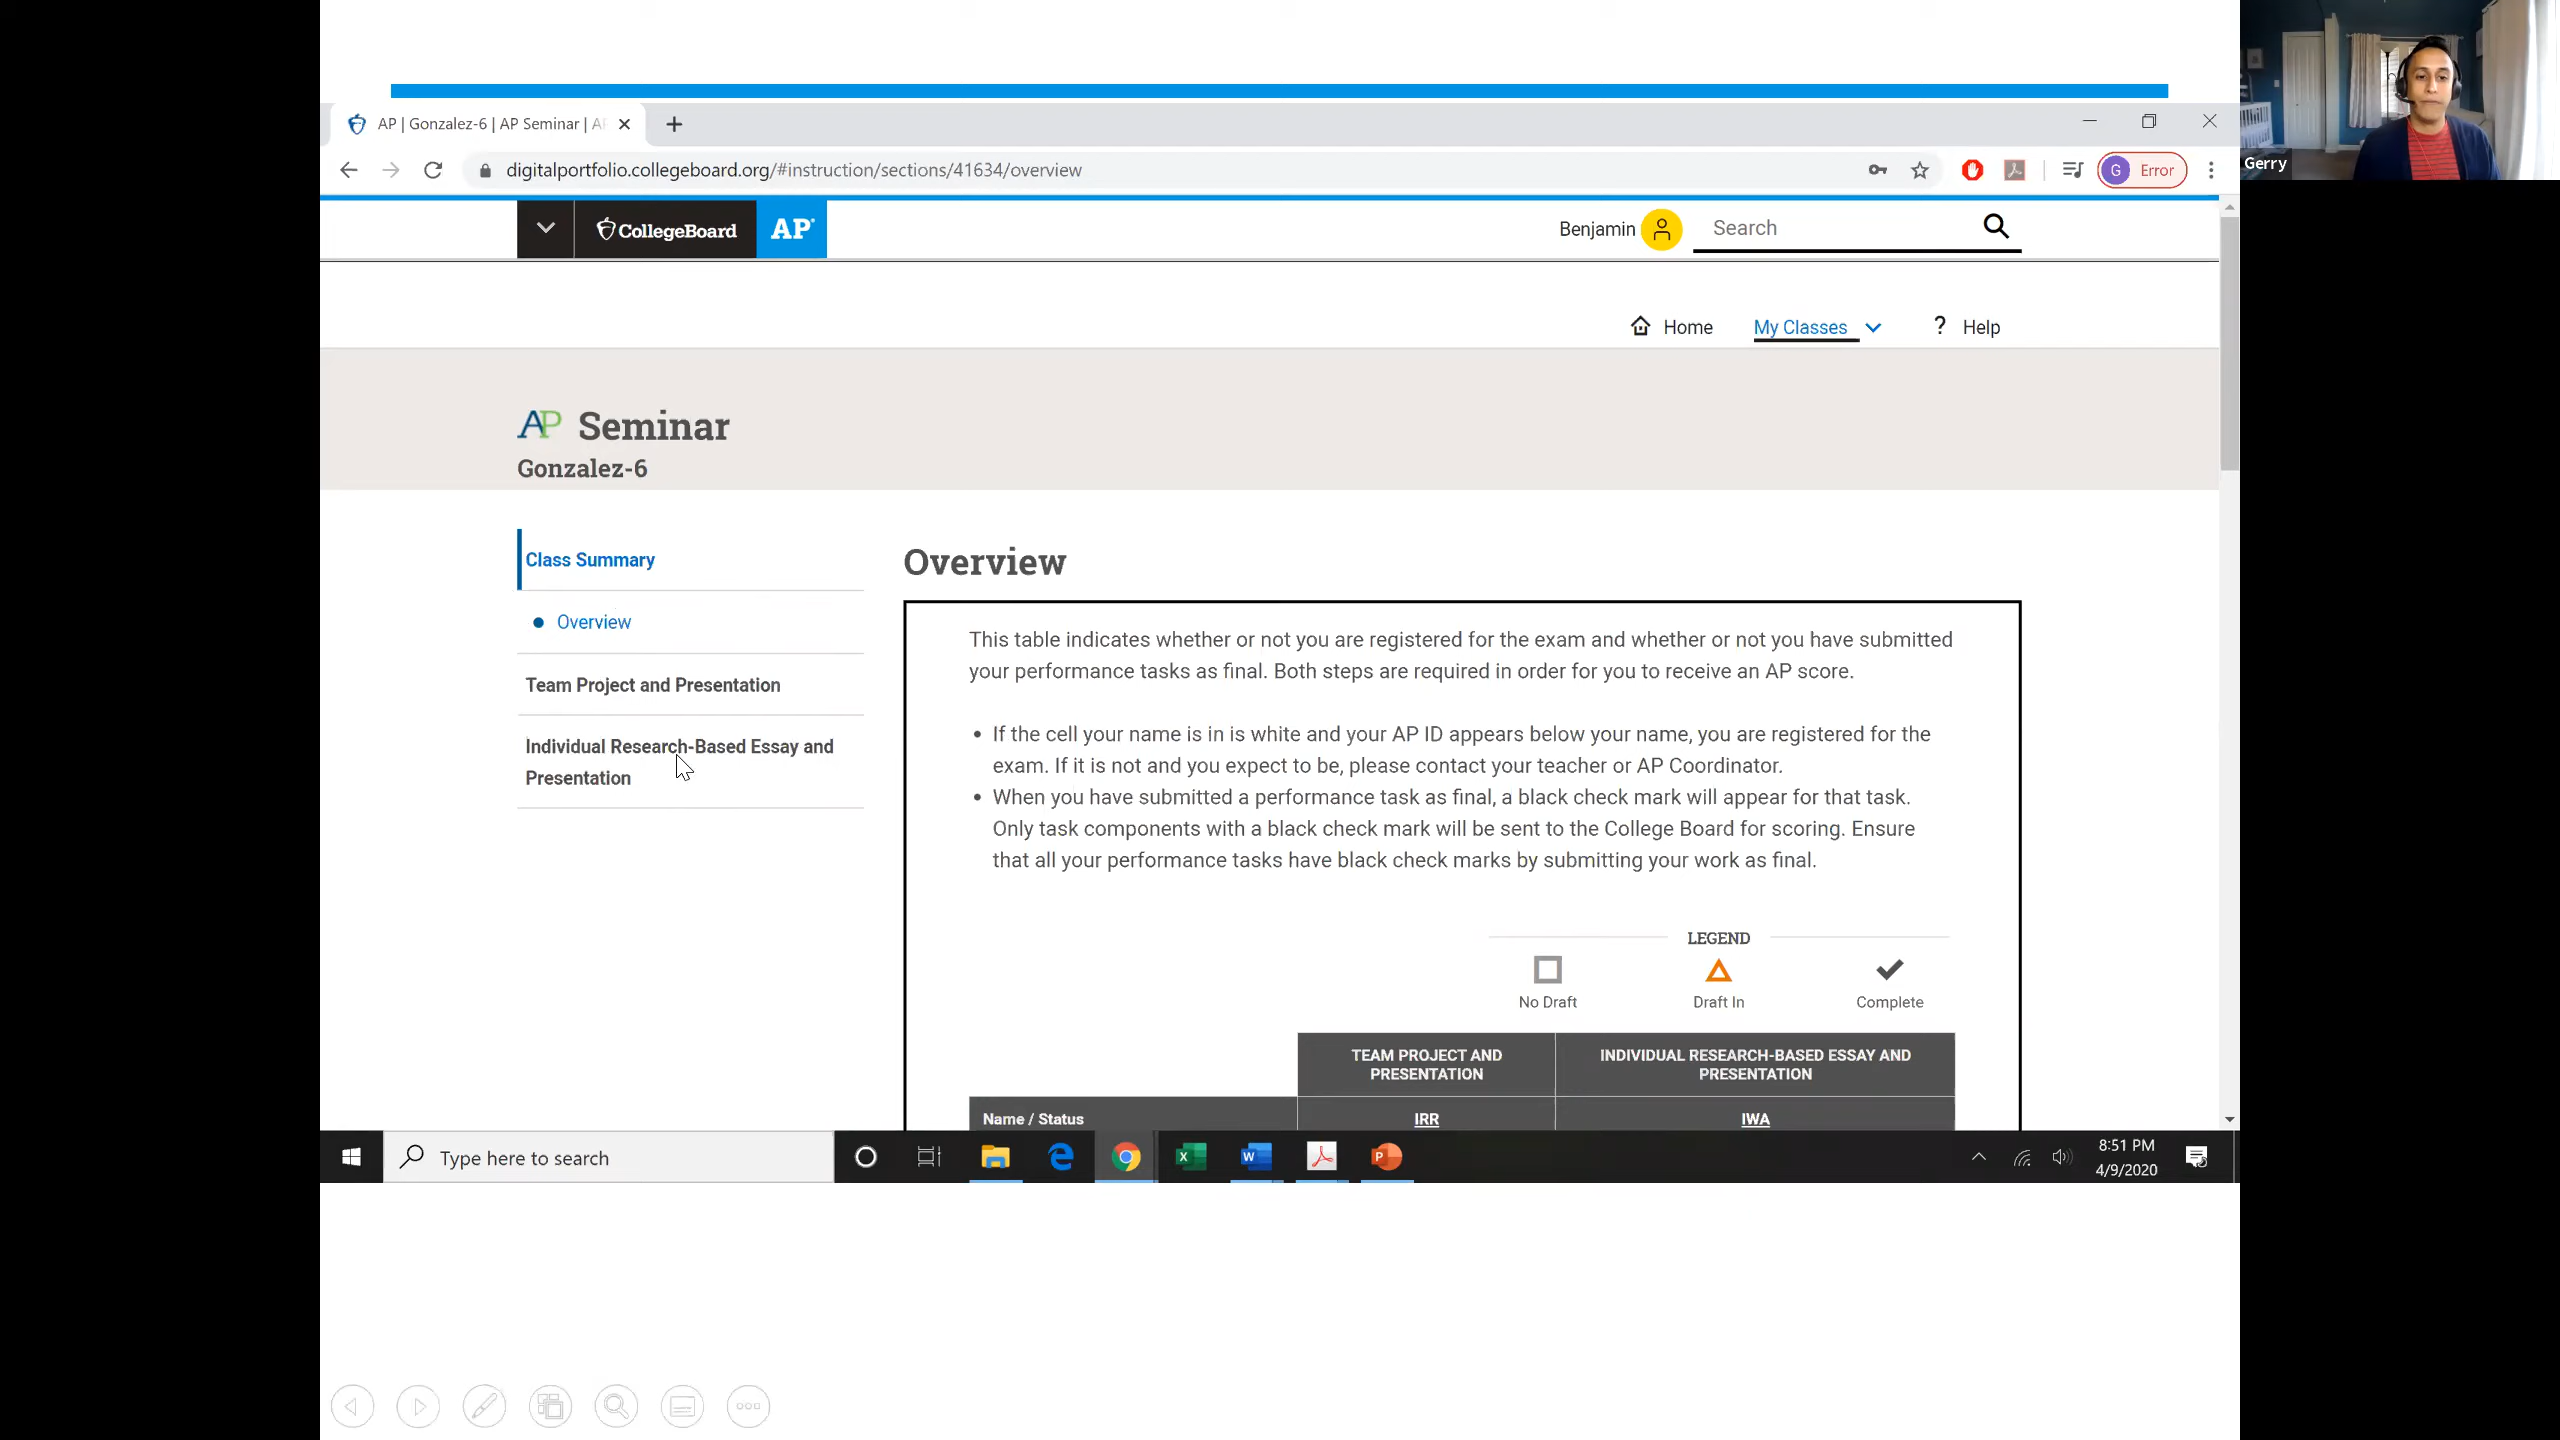 AP | Gonzalez-6 | AP Seminar | A
digitalportfolio.collegeboard.org/#instruction/sections/41634/overview
G Error
Gerry
CollegeBoard AP
Benjamin
Search
Home My Classes ? Help
AP Seminar
Gonzalez-6
Class Summary
Overview
Team Project and Presentation
Individual Research-Based Essay and
Presentation
Overview
This table indicates whether or not you are registered for the exam and whether or not you have submitted
your performance tasks as final. Both steps are required in order for you to receive an AP score.
• If the cell your name is in is white and your AP ID appears below your name, you are registered for the
exam. If it is not and you expect to be, please contact your teacher or AP Coordinator.
• When you have submitted a performance task as final, a black check mark will appear for that task.
Only task components with a black check mark will be sent to the College Board for scoring. Ensure
that all your performance tasks have black check marks by submitting your work as final.
LEGEND
No Draft Draft In Complete
TEAM PROJECT AND
PRESENTATION
INDIVIDUAL RESEARCH-BASED ESSAY AND
PRESENTATION
Name / Status IRR IWA
Type here to search
8:51 PM
4/9/2020